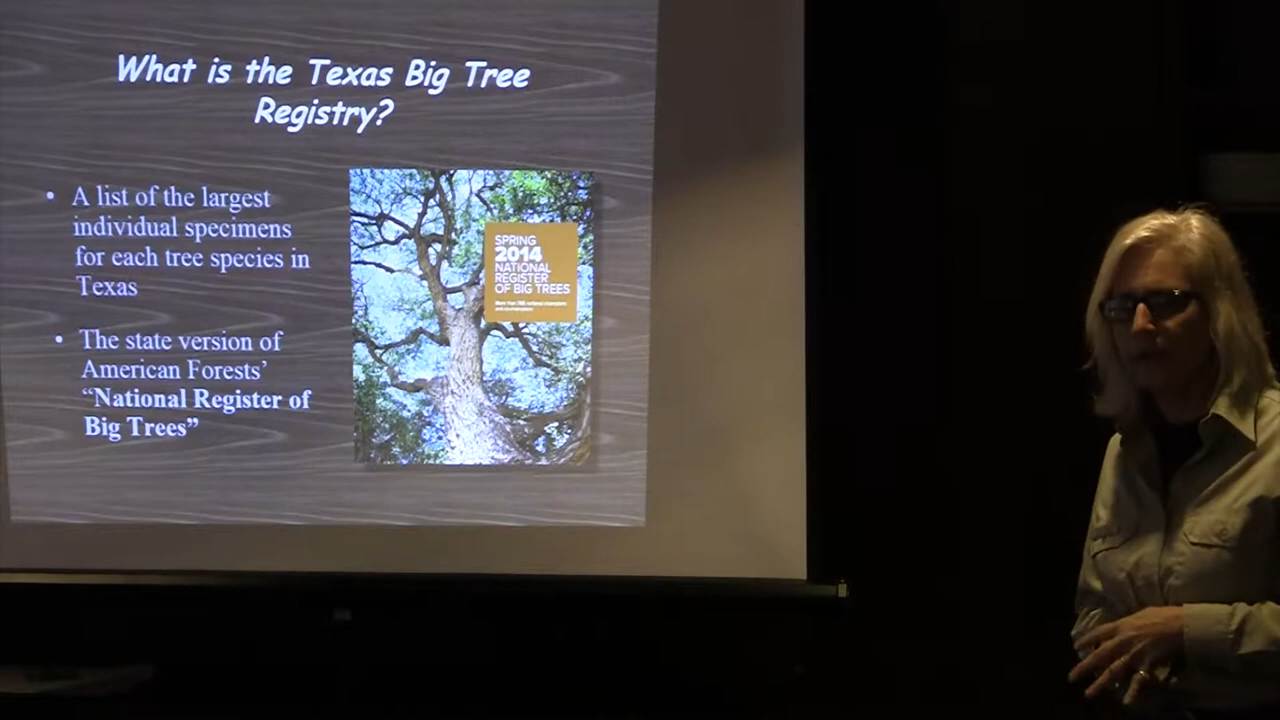 What is the Texas Big Tree
Registry?
• A list of the largest
individual specimens
for each tree species in
Texas
• The state version of
American Forests’
“National Register of
Big Trees”
SPRING
2014
NATIONAL
REGISTER
OF BIG TREES